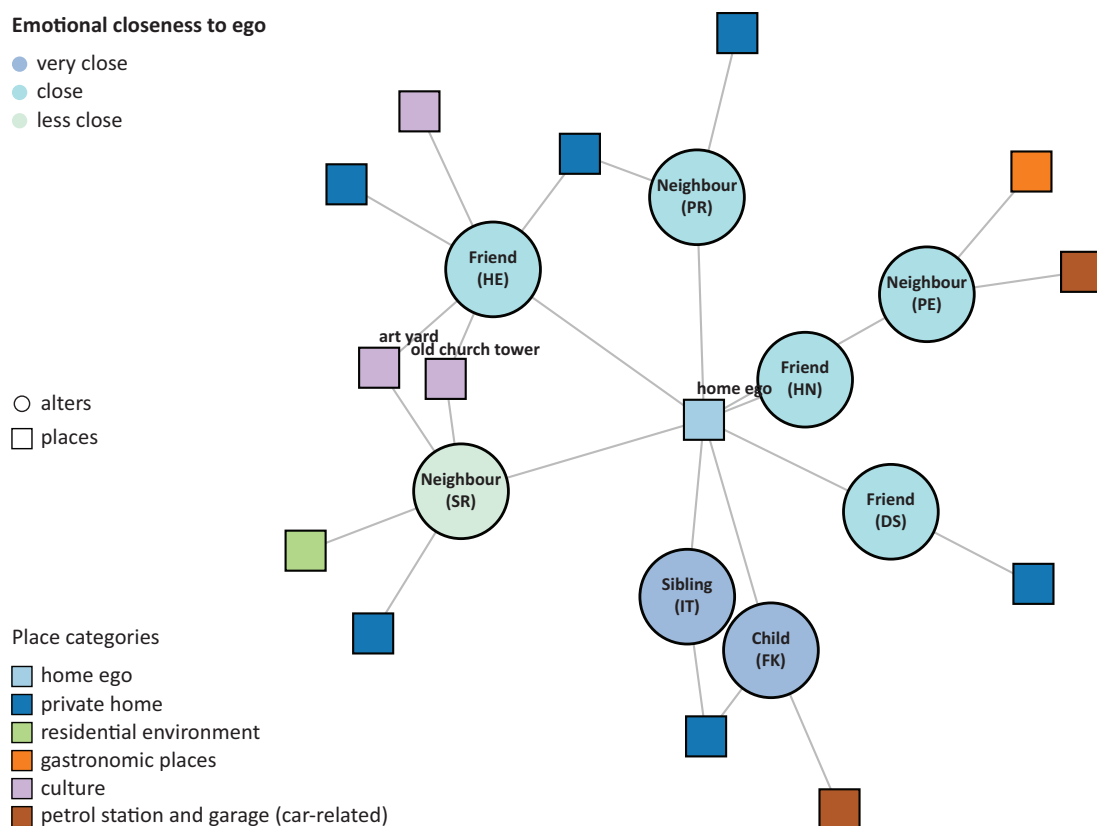 Emotional closeness to ego
very close
close
less close
Neighbour
(PR)
Friend
(HE)
Neighbour
(PE)
art yard
old church tower
Friend
(HN)
home ego
alters
places
Neighbour
(SR)
Friend
(DS)
Sibling
(IT)
Child
(FK)
Place categories
home ego
private home
residential environment
gastronomic places
culture
petrol station and garage (car-related)